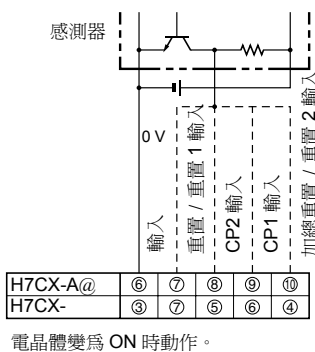 感測器
0 V
輸入
重置 / 重置 1 輸入
CP2 輸入
CP1 輸入
加總重置 / 重置 2 輸入
H7CX-A@ ⑥ ⑦ ⑧ ⑨ ⑩
H7CX- ③ ⑦ ⑤ ⑥ ④
電晶體變爲 ON 時動作。